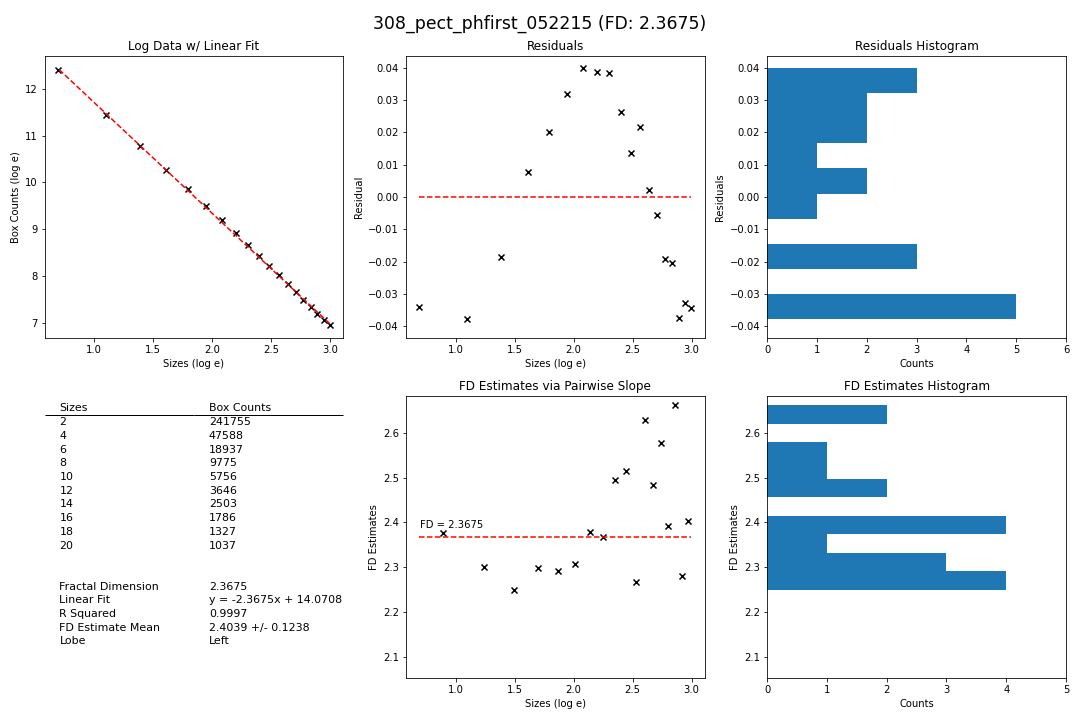 308_pect_phfirst_052215 (FD: 2.3675)
Log Data w/ Linear Fit
Box Counts (log e)
12
11
10
9
8
7
1.0 1.5 2.0 2.5 3.0
Sizes (log e)
Residuals
Residual
0.04
0.03
0.02
0.01
0.00
−0.01
−0.02
−0.03
−0.04
1.0 1.5 2.0 2.5 3.0
Sizes (log e)
Residuals Histogram
Residuals
0.04
0.03
0.02
0.01
0.00
−0.01
−0.02
−0.03
−0.04
0 1 2 3 4 5 6
Counts
Sizes Box Counts
2 241755
4 47588
6 18937
8 9775
10 5756
12 3646
14 2503
16 1786
18 1327
20 1037
Fractal Dimension 2.3675
Linear Fit y = -2.3675x + 14.0708
R Squared 0.9997
FD Estimate Mean 2.4039 +/- 0.1238
Lobe Left
FD Estimates via Pairwise Slope
FD Estimates
2.6
2.5
2.4
2.3
2.2
2.1
FD = 2.3675
1.0 1.5 2.0 2.5 3.0
Sizes (log e)
FD Estimates Histogram
FD Estimates
2.6
2.5
2.4
2.3
2.2
2.1
0 1 2 3 4 5
Counts